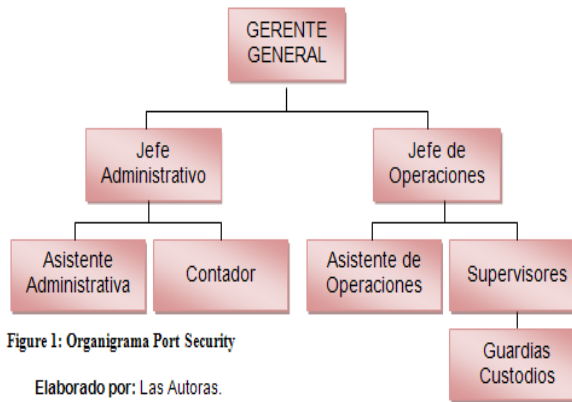 GERENTE
GENERAL
Jefe
Administrativo
Jefe de
Operaciones
Asistente
Administrativa
Contador
Asistente de
Operaciones
Supervisores
Guardias
Custodios
Figure 1: Organigrama Port Security
Elaborado por: Las Autoras.